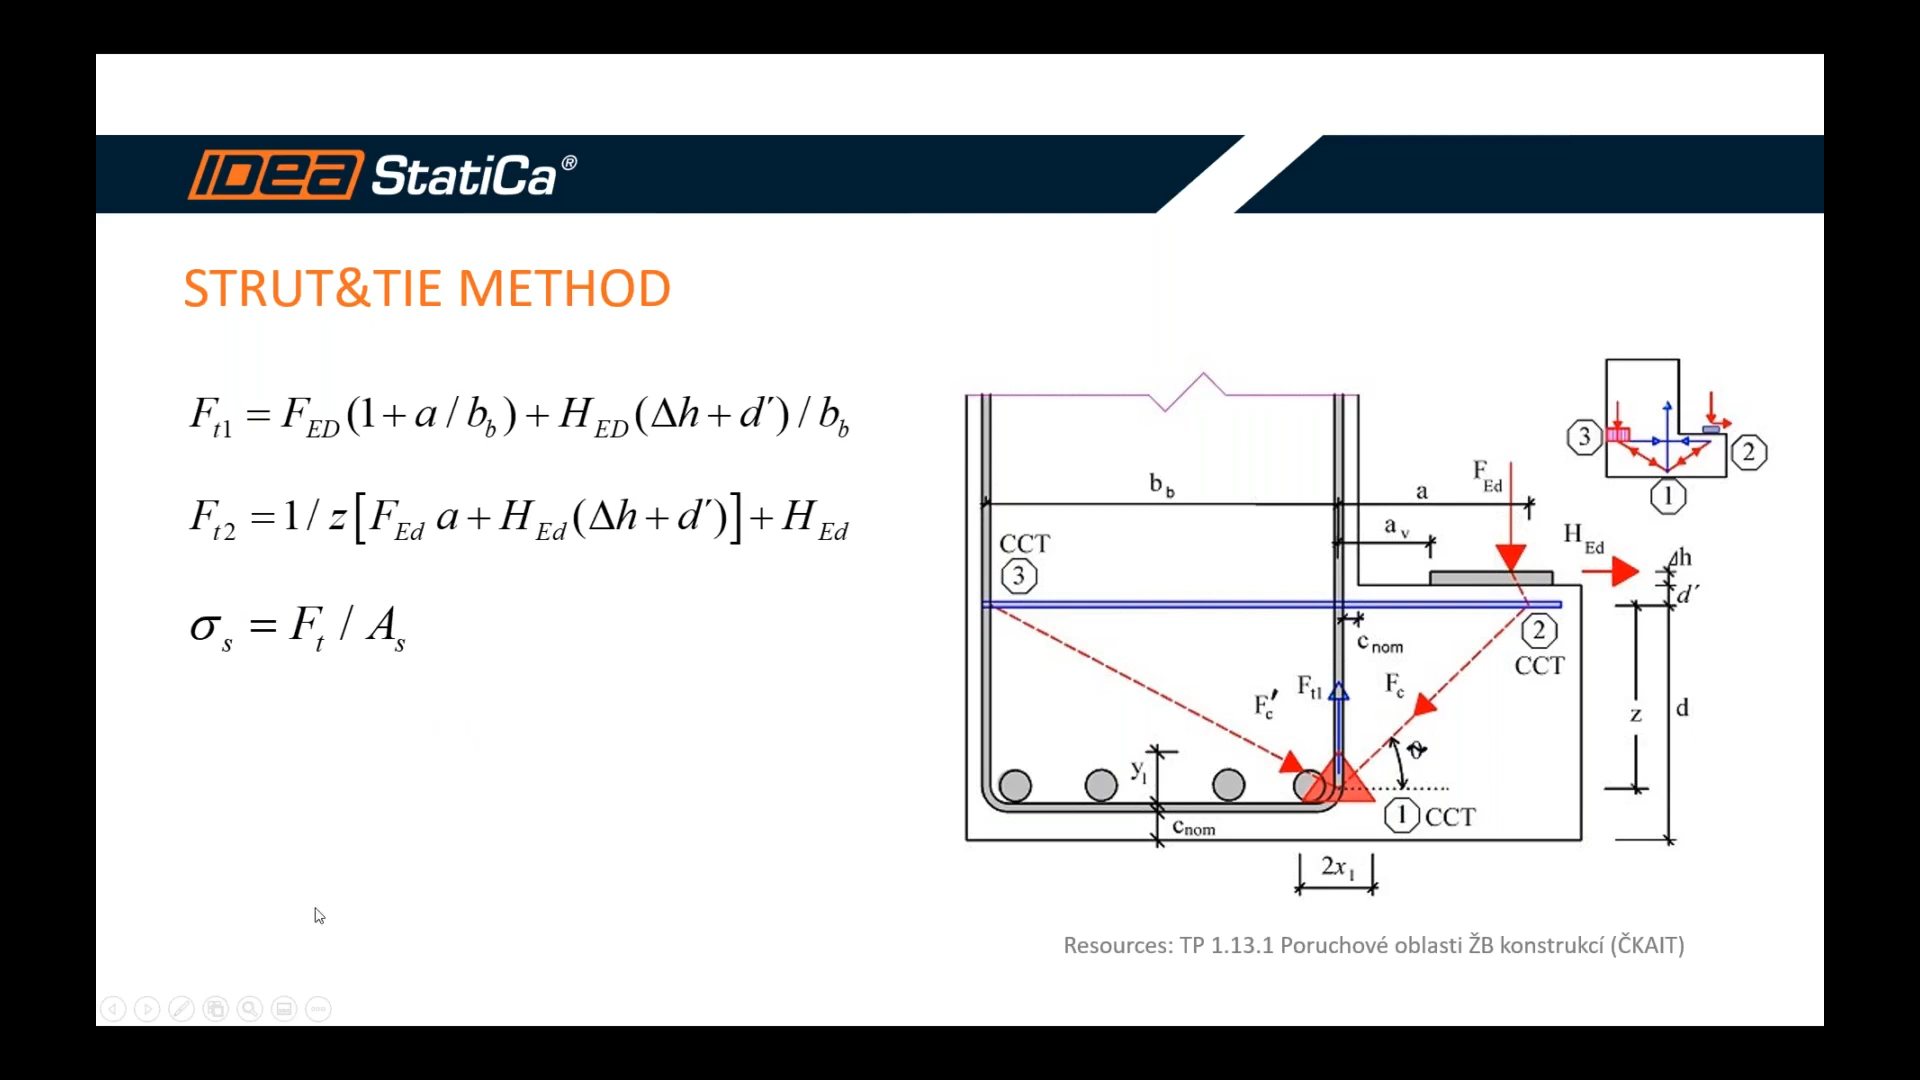 IDEA StatiCa®
STRUT&TIE METHOD
F_t1 = F_ED (1 + a / b_b) + H_ED (Δh + d′) / b_b
F_t2 = 1 / z [F_Ed a + H_Ed (Δh + d′)] + H_Ed
σ_s = F_t / A_s
b_b
a
F_Ed
a_v
H_Ed
Δh
d′
CCT
3
2
CCT
c_nom
F_c′
F_t1
F_c
θ
z
d
y_1
1 CCT
c_nom
2x_1
3
2
1
Resources: TP 1.13.1 Poruchové oblasti ŽB konstrukcí (ČKAIT)